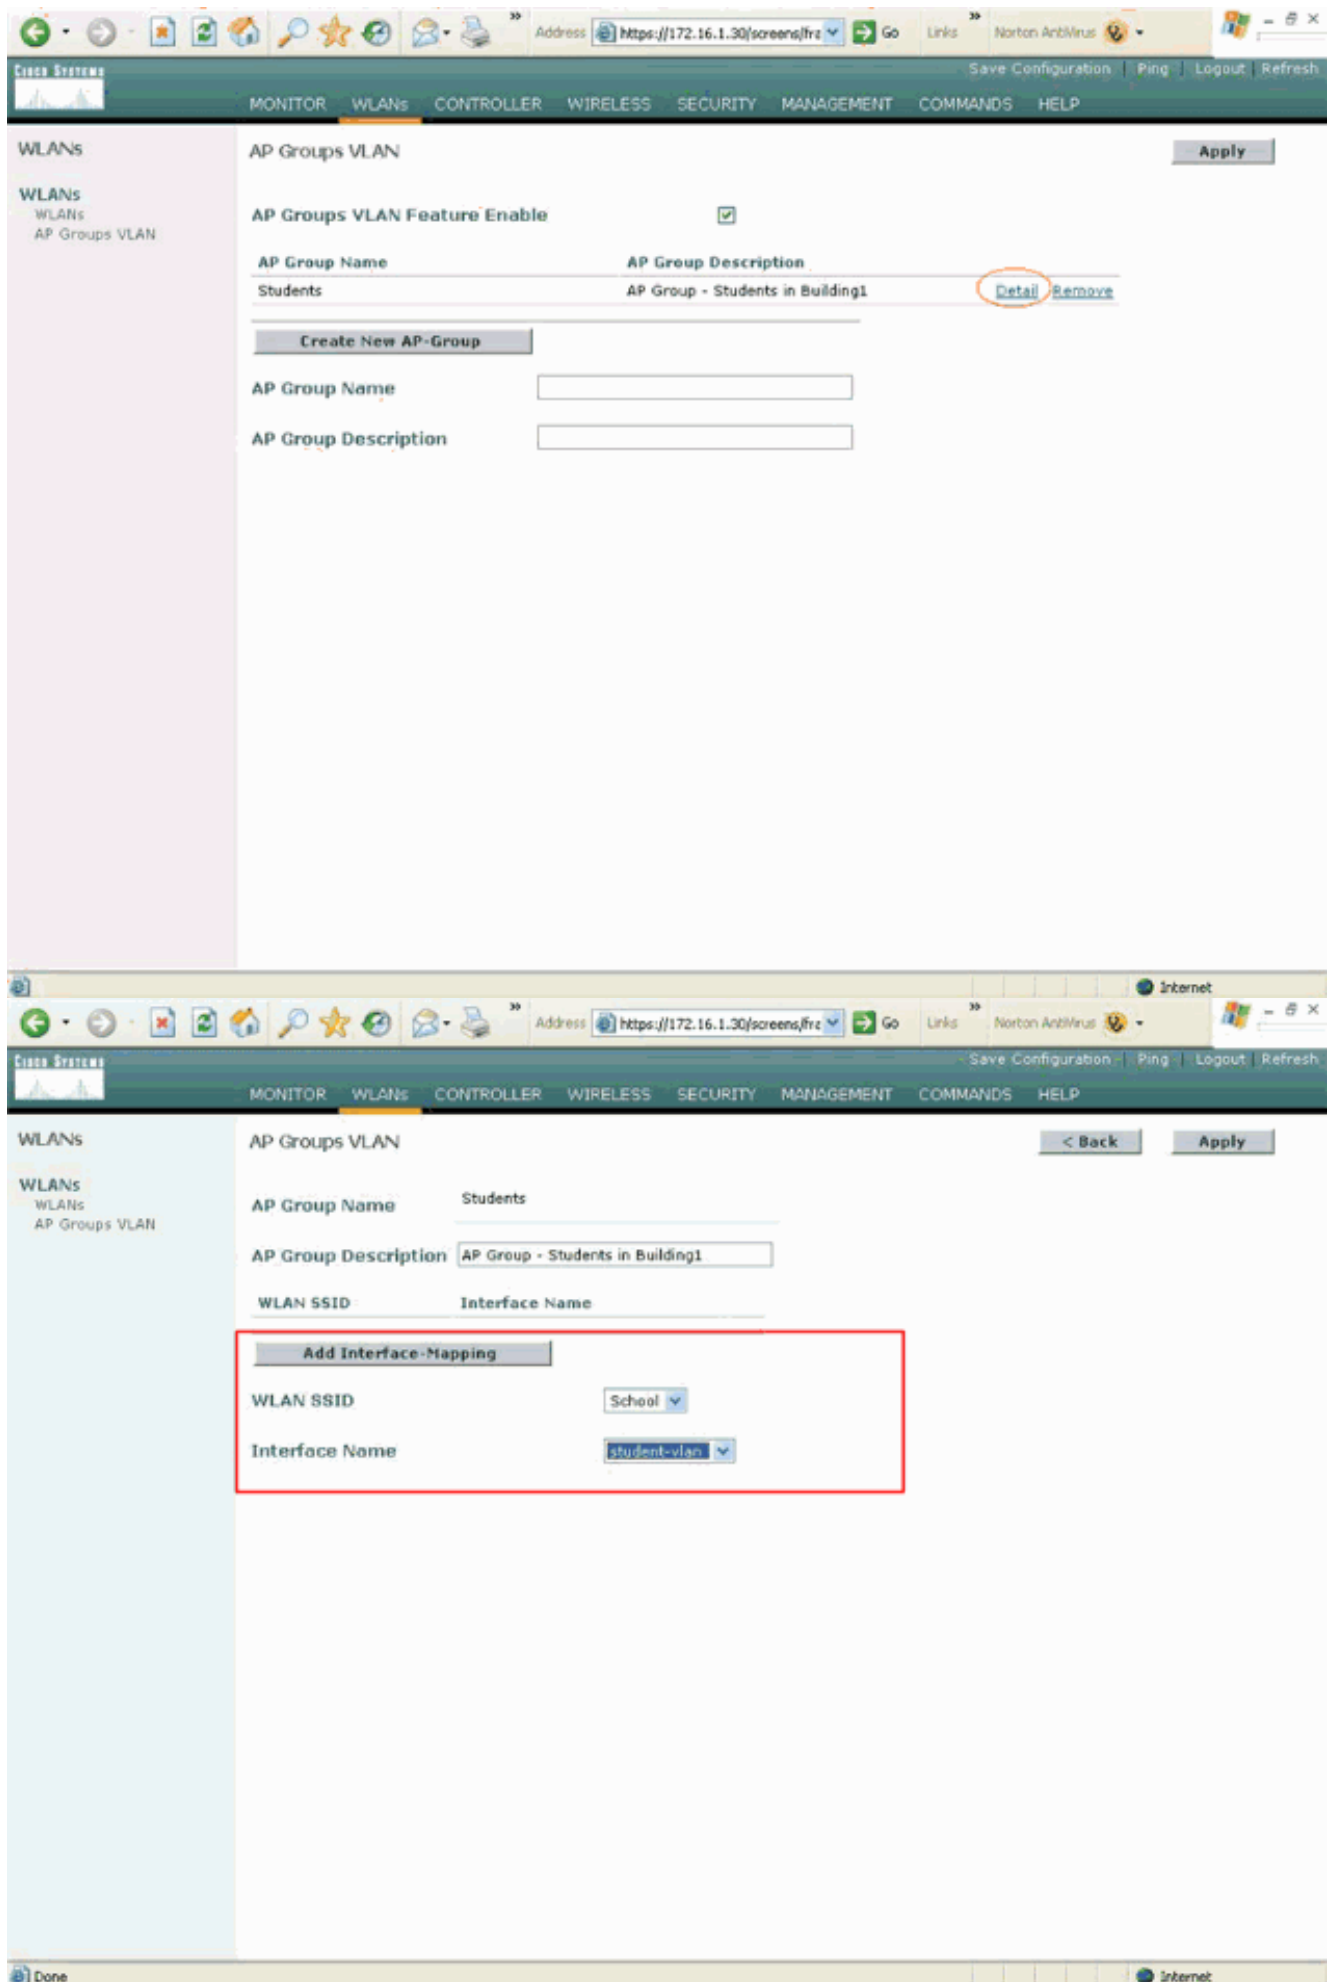 » Address https://172.16.1.30/screens/fra Go Links » Norton AntiVirus
CISCO SYSTEMS
Save Configuration | Ping | Logout | Refresh
MONITOR WLANs CONTROLLER WIRELESS SECURITY MANAGEMENT COMMANDS HELP
WLANs
AP Groups VLAN
Apply
WLANs
WLANs
AP Groups VLAN
AP Groups VLAN Feature Enable
AP Group Name AP Group Description
Students AP Group - Students in Building1 Detail Remove
Create New AP-Group
AP Group Name
AP Group Description
Internet
» Address https://172.16.1.30/screens/fra Go Links » Norton AntiVirus
CISCO SYSTEMS
Save Configuration | Ping | Logout | Refresh
MONITOR WLANs CONTROLLER WIRELESS SECURITY MANAGEMENT COMMANDS HELP
WLANs
AP Groups VLAN
< Back Apply
WLANs
WLANs
AP Groups VLAN
AP Group Name Students
AP Group Description AP Group - Students in Building1
WLAN SSID Interface Name
Add Interface-Mapping
WLAN SSID School
Interface Name student-vlan
Done Internet